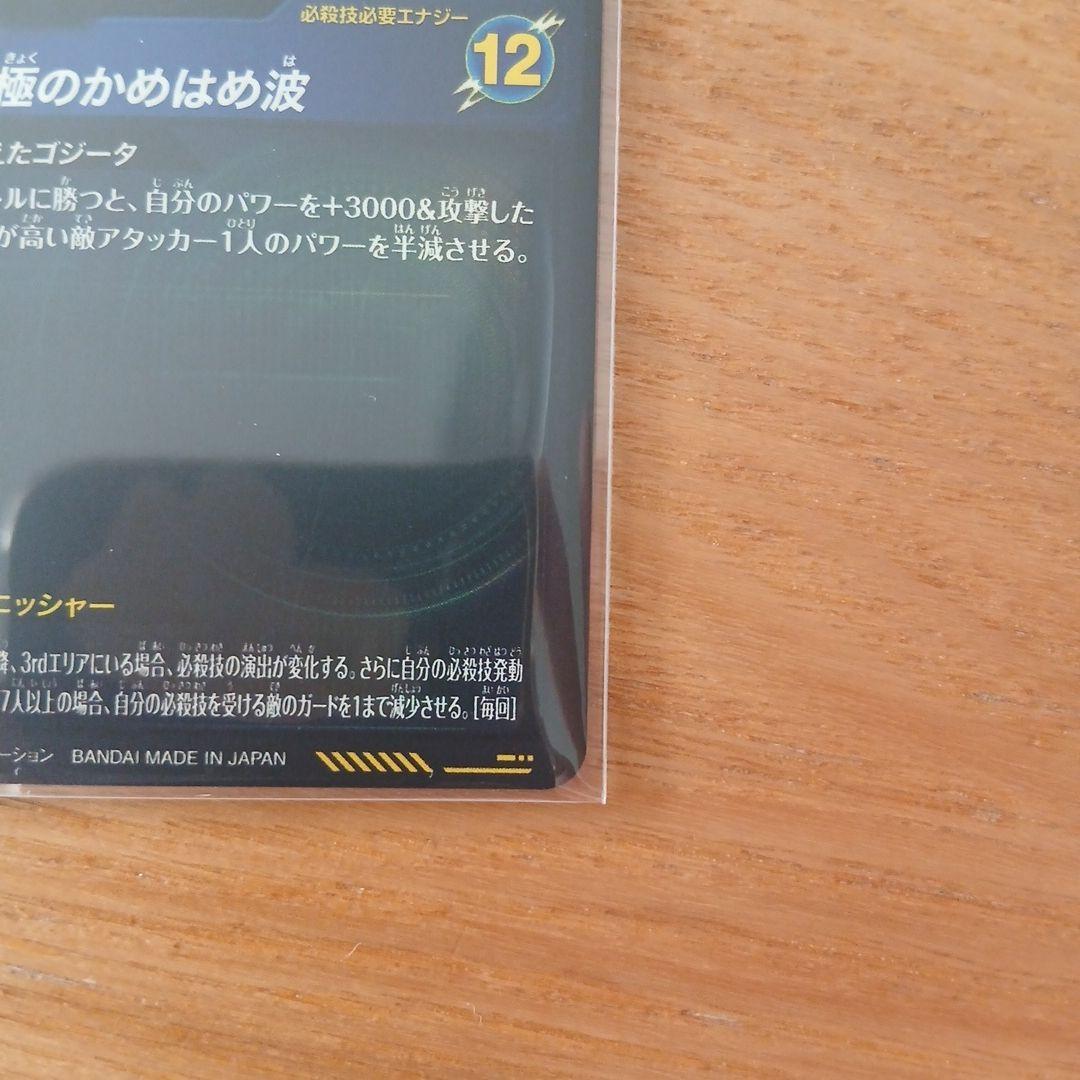 必殺技必要エナジー
12
極のかめはめ波
えたゴジータ
ールに勝つと、自分のパワーを+3000&攻撃した
が高い敵アタッカー1人のパワーを半減させる。
ニッシャー
降、3rdエリアにいる場合、必殺技の演出が変化する。さらに自分の必殺技発動
7人以上の場合、自分の必殺技を受ける敵のガードを1まで減少させる。[毎回]
ーション BANDAI MADE IN JAPAN